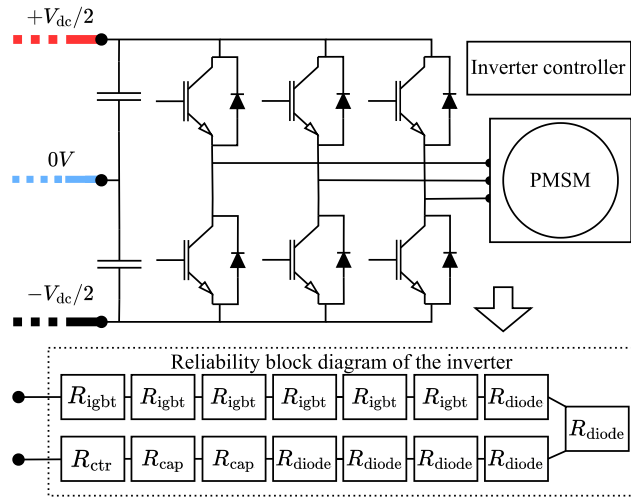 +V_dc/2
Inverter controller
0V
PMSM
−V_dc/2
Reliability block diagram of the inverter
R_igbt R_igbt R_igbt R_igbt R_igbt R_igbt R_diode
R_diode
R_ctr R_cap R_cap R_diode R_diode R_diode R_diode